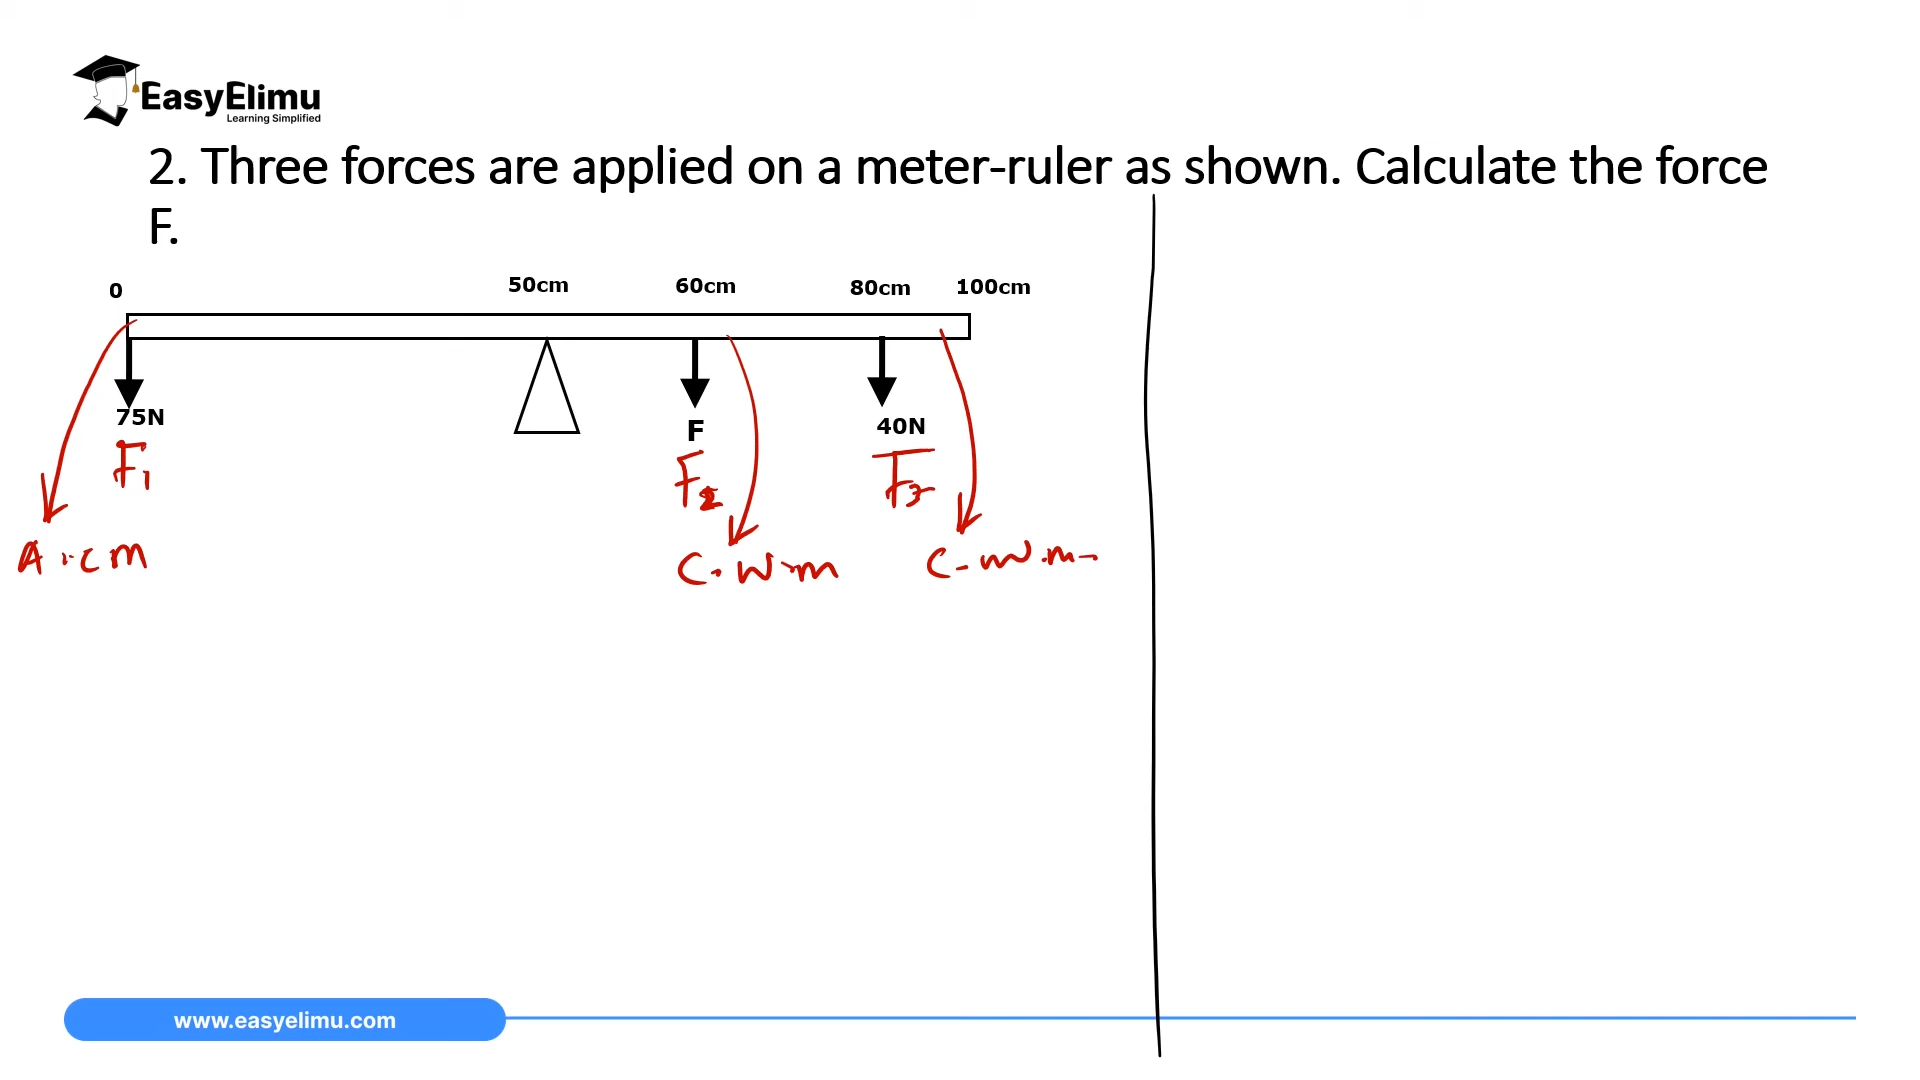 EasyElimu
Learning Simplified
2. Three forces are applied on a meter-ruler as shown. Calculate the force
F.
0 50cm 60cm 80cm 100cm
75N F 40N
F1 F2 F3
A.cm C.W.m C.W.m
www.easyelimu.com